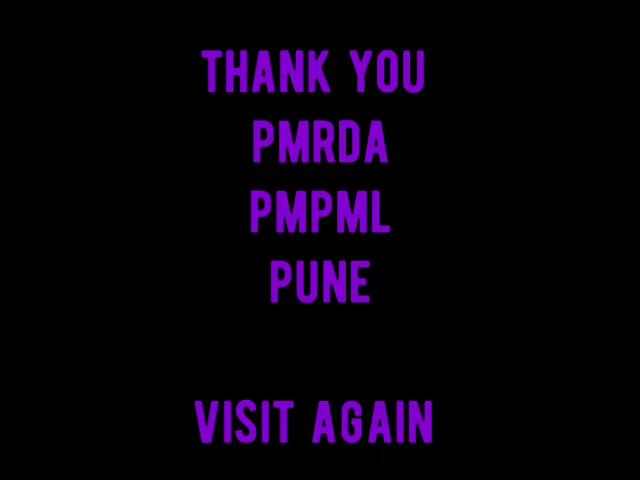 THANK YOU
PMRDA
PMPML
PUNE
VISIT AGAIN